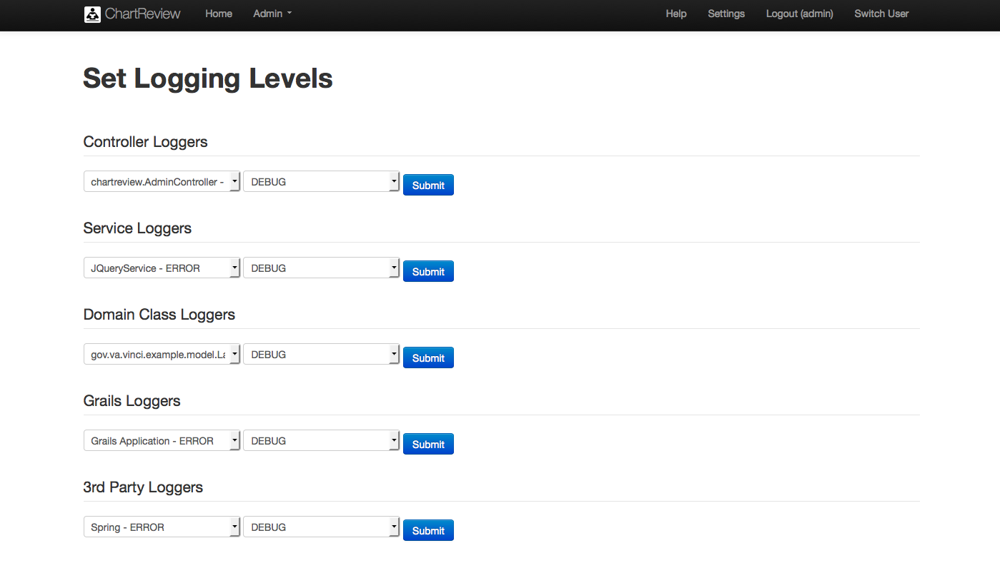 ChartReview Home Admin Help Settings Logout (admin) Switch User
Set Logging Levels
Controller Loggers
chartreview.AdminController - DEBUG Submit
Service Loggers
JQueryService - ERROR DEBUG Submit
Domain Class Loggers
gov.va.vinci.example.model.La DEBUG Submit
Grails Loggers
Grails Application - ERROR DEBUG Submit
3rd Party Loggers
Spring - ERROR DEBUG Submit